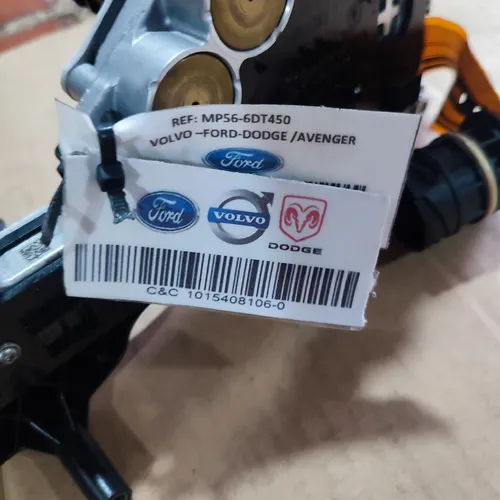 REF: MPS6-6DT450
VOLVO –FORD-DODGE /AVENGER
Ford
Ford
VOLVO
DODGE
C&C 1015408106-0